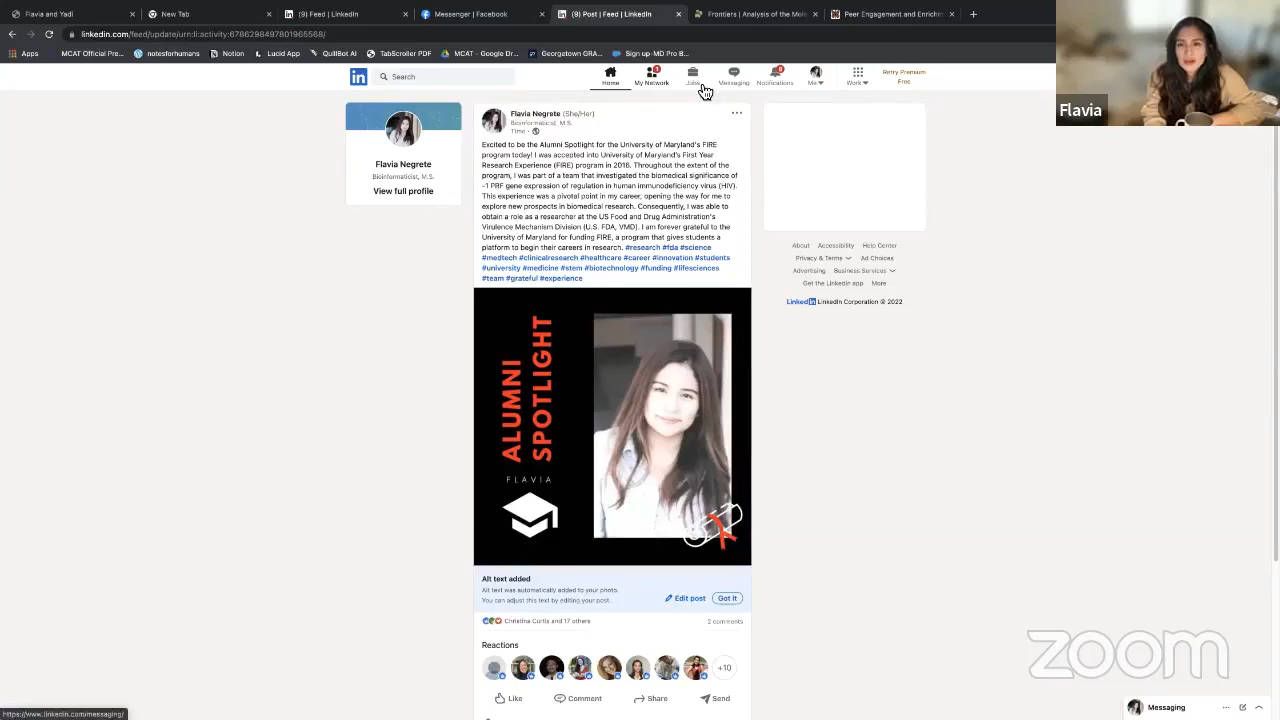 Flavia and Yadi
New Tab
(9) Feed | LinkedIn
Messenger | Facebook
(9) Post | Feed | LinkedIn
Frontiers | Analysis of the Mole
Peer Engagement and Enrichm
linkedin.com/feed/update/urn:li:activity:6786298497801965568/
Apps
MCAT Official Pre...
notesforhumans
Notion
Lucid App
QuillBot AI
TabScroller PDF
MCAT - Google Dr...
Georgetown GRA...
Sign up-MD Pro B...
Flavia
in
Search
Home
My Network
Jobs
Messaging
Notifications
Me
Work
Retry Premium
Free
Flavia Negrete
Bioinformaticist, M.S.
View full profile
Flavia Negrete (She/Her)
Bioinformaticist, M.S.
11mo
Excited to be the Alumni Spotlight for the University of Maryland's FIRE
program today! I was accepted into University of Maryland's First Year
Research Experience (FIRE) program in 2016. Throughout the extent of the
program, I was part of a team that investigated the biomedical significance of
-1 PRF gene expression of regulation in human immunodeficiency virus (HIV).
This experience was a pivotal point in my career, opening the way for me to
explore new prospects in biomedical research. Consequently, I was able to
obtain a role as a researcher at the US Food and Drug Administration's
Virulence Mechanism Division (U.S. FDA, VMD). I am forever grateful to the
University of Maryland for funding FIRE, a program that gives students a
platform to begin their careers in research. #research #fda #science
#medtech #clinicalresearch #healthcare #career #innovation #students
#university #medicine #stem #biotechnology #funding #lifesciences
#team #grateful #experience
ALUMNI
SPOTLIGHT
FLAVIA
Alt text added
Alt text was automatically added to your photo.
You can adjust this text by editing your post.
Edit post
Got it
Christina Curtis and 17 others
2 comments
Reactions
+10
Like
Comment
Share
Send
About
Accessibility
Help Center
Privacy & Terms
Ad Choices
Advertising
Business Services
Get the LinkedIn app
More
LinkedIn LinkedIn Corporation © 2022
zoom
Messaging
https://www.linkedin.com/messaging/